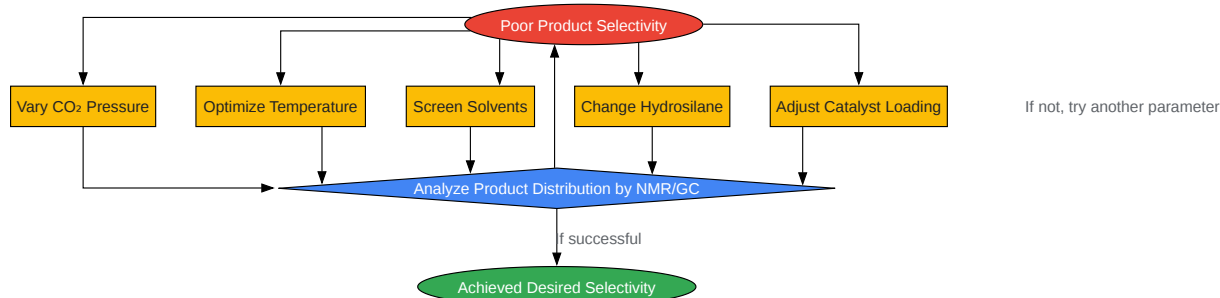 Poor Product Selectivity
Vary CO₂ Pressure
Optimize Temperature
Screen Solvents
Change Hydrosilane
Adjust Catalyst Loading
If not, try another parameter
Analyze Product Distribution by NMR/GC
If successful
Achieved Desired Selectivity